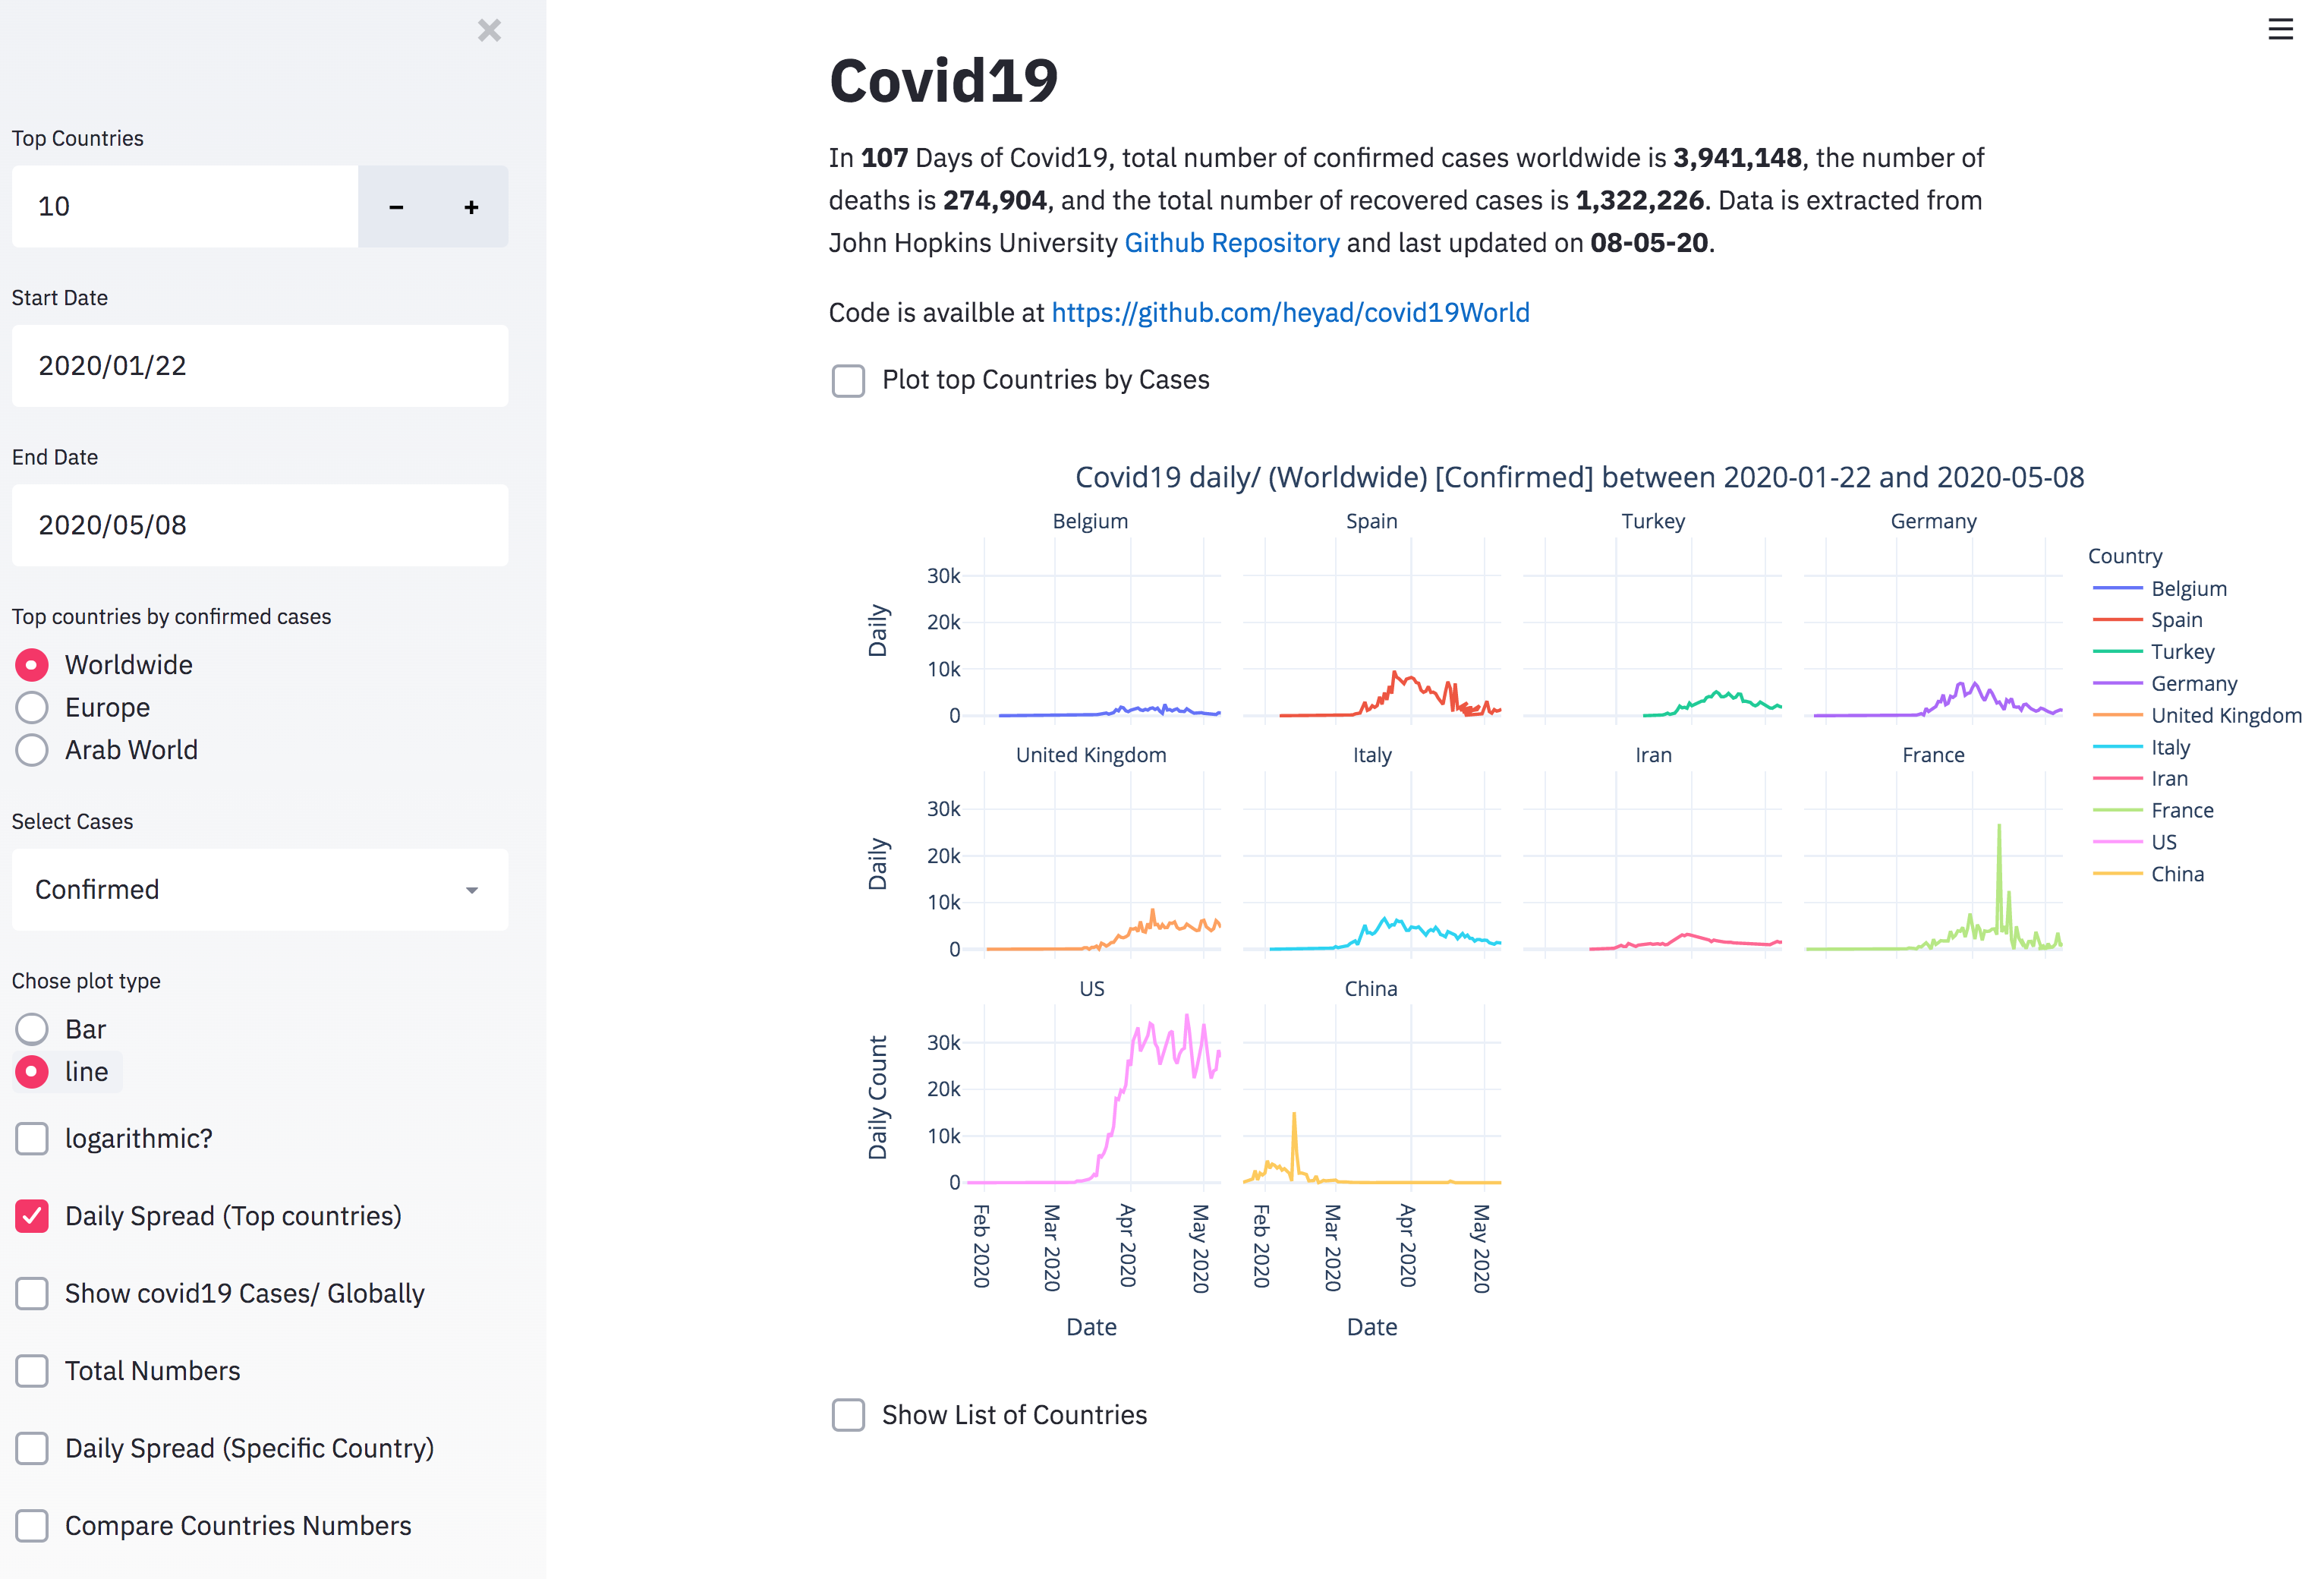 Top Countries
10
Start Date
2020/01/22
End Date
2020/05/08
Top countries by confirmed cases
Worldwide
Europe
Arab World
Select Cases
Confirmed
Chose plot type
Bar
line
logarithmic?
Daily Spread (Top countries)
Show covid19 Cases/ Globally
Total Numbers
Daily Spread (Specific Country)
Compare Countries Numbers
Covid19
In 107 Days of Covid19, total number of confirmed cases worldwide is 3,941,148, the number of
deaths is 274,904, and the total number of recovered cases is 1,322,226. Data is extracted from
John Hopkins University Github Repository and last updated on 08-05-20.
Code is availble at https://github.com/heyad/covid19World
Plot top Countries by Cases
Covid19 daily/ (Worldwide) [Confirmed] between 2020-01-22 and 2020-05-08
Belgium Spain Turkey Germany
Daily
30k
20k
10k
0
United Kingdom Italy Iran France
Daily
30k
20k
10k
0
US China
Daily Count
30k
20k
10k
0
Feb 2020 Mar 2020 Apr 2020 May 2020 Feb 2020 Mar 2020 Apr 2020 May 2020
Date Date
Country
Belgium
Spain
Turkey
Germany
United Kingdom
Italy
Iran
France
US
China
Show List of Countries